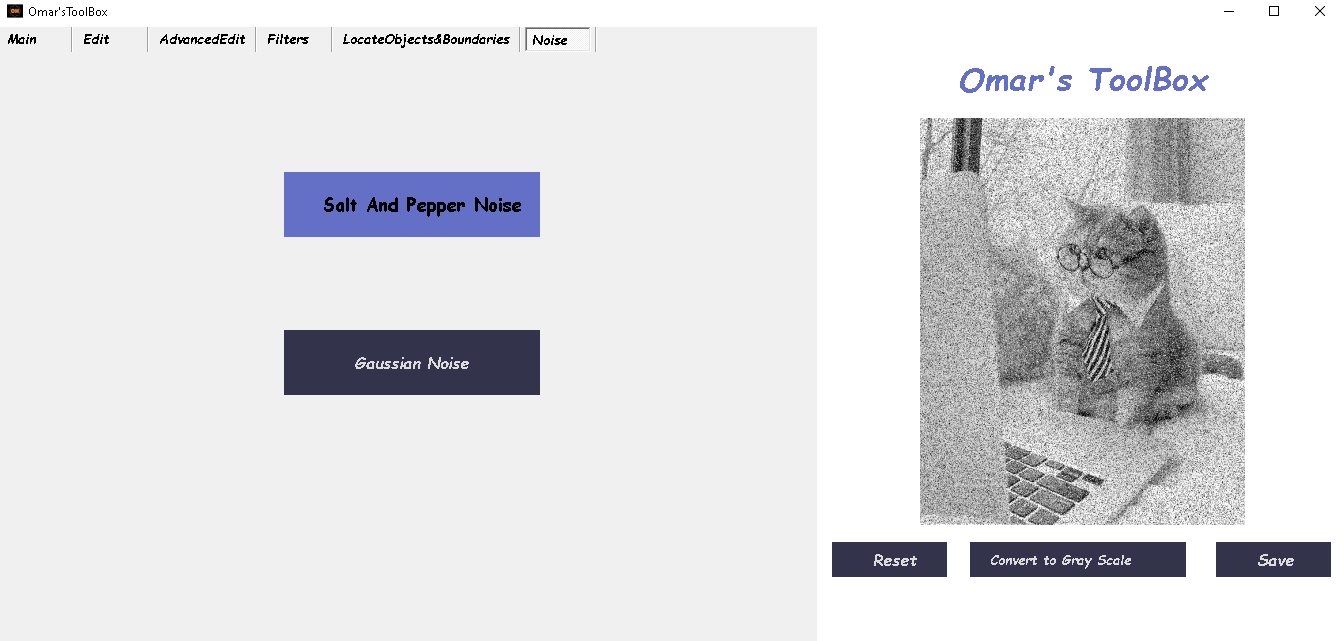 OM Omar'sToolBox
Main Edit AdvancedEdit Filters LocateObjects&Boundaries Noise
Omar's ToolBox
Salt And Pepper Noise
Gaussian Noise
Reset Convert to Gray Scale Save